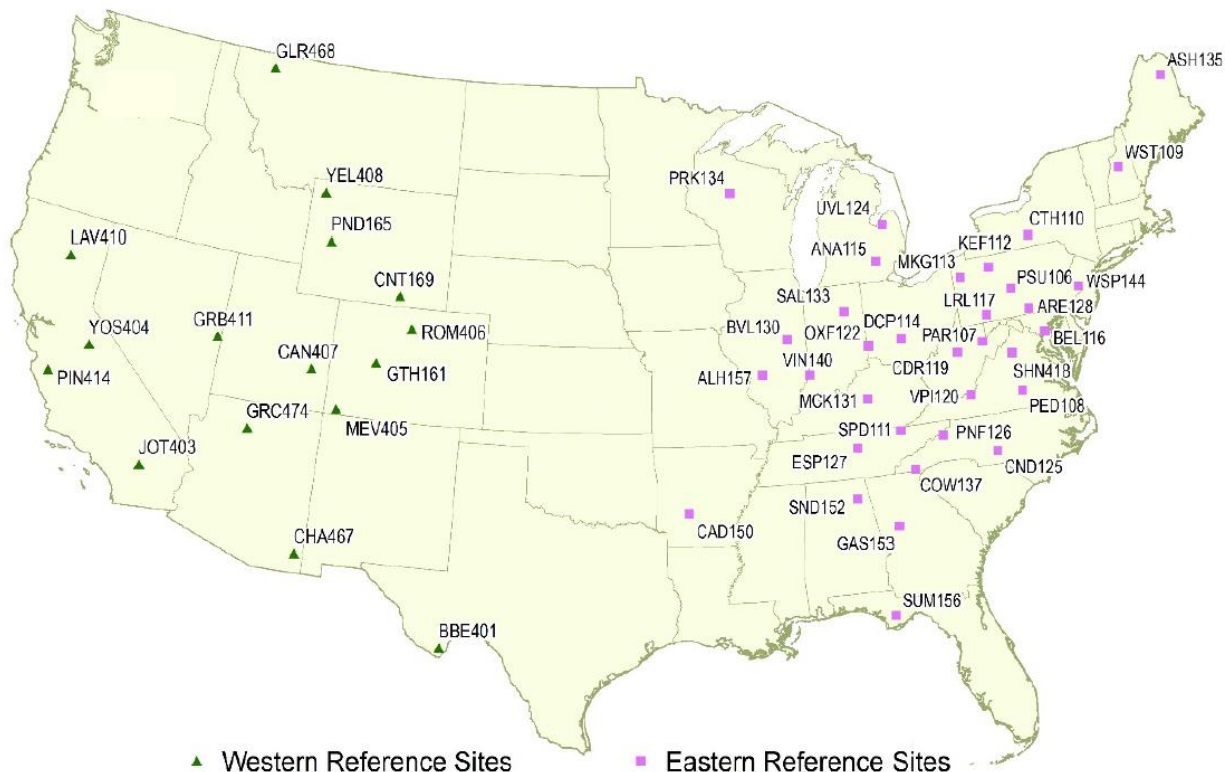 GLR468
ASH135
WST109
YEL408
PRK134
PND165
UVL124
CTH110
LAV410
KEF112
ANA115
MKG113
CNT169
PSU106
WSP144
SAL133
LRL117
ARE128
GRB411
YOS404
ROM406
BVL130
OXF122
DCP114
PAR107
BEL116
CAN407
VIN140
CDR119
PIN414
GTH161
ALH157
SHN418
MCK131
VPI120
PED108
GRC474
MEV405
SPD111
PNF126
JOT403
ESP127
CND125
COW137
SND152
CAD150
GAS153
CHA467
SUM156
BBE401
Western Reference Sites
Eastern Reference Sites